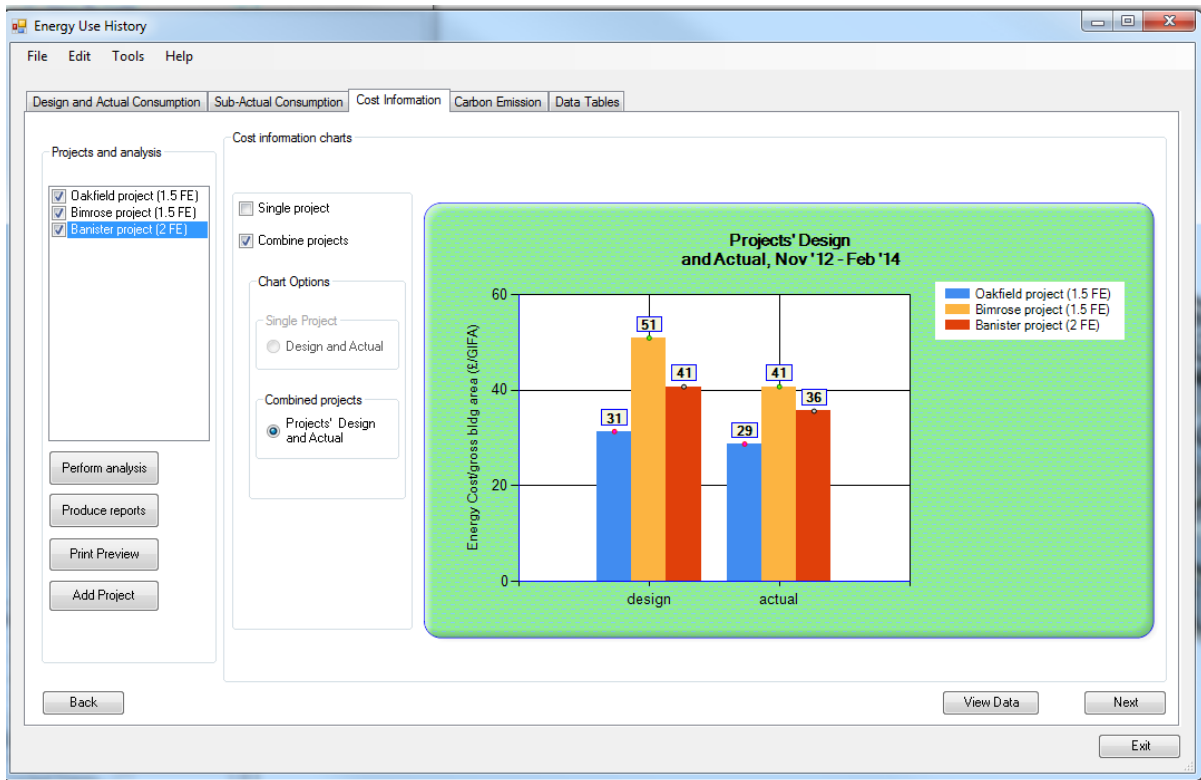 Energy Use History
File Edit Tools Help
Design and Actual Consumption Sub-Actual Consumption Cost Information Carbon Emission Data Tables
Projects and analysis
Oakfield project (1.5 FE)
Bimrose project (1.5 FE)
Banister project (2 FE)
Perform analysis
Produce reports
Print Preview
Add Project
Cost information charts
Single project
Combine projects
Chart Options
Single Project
Design and Actual
Combined projects
Projects' Design
and Actual
Projects' Design
and Actual, Nov '12 - Feb '14
Energy Cost/gross bldg area (£/GIFA)
60
40
20
0
31
51
41
29
41
36
design
actual
Oakfield project (1.5 FE)
Bimrose project (1.5 FE)
Banister project (2 FE)
Back
View Data
Next
Exit